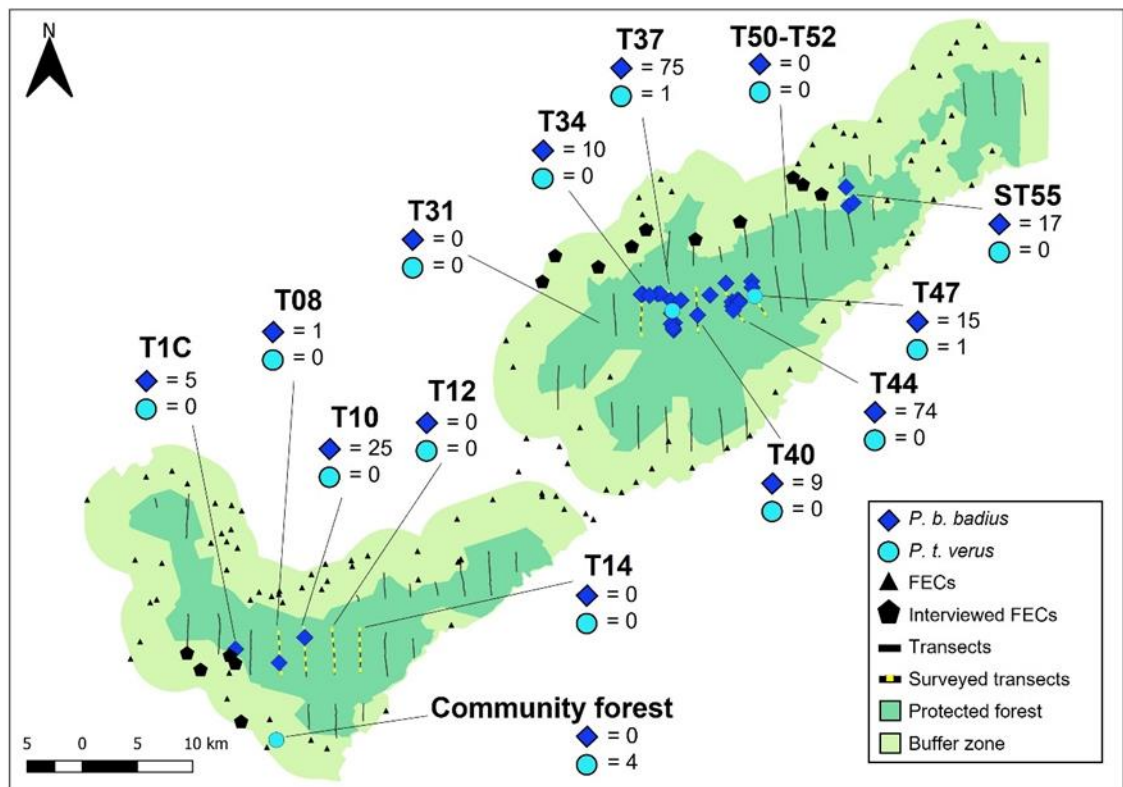 N
T37
= 75
= 1
T50-T52
= 0
= 0
T34
= 10
= 0
T31
= 0
= 0
ST55
= 17
= 0
T08
= 1
= 0
T47
= 15
= 1
T1C
= 5
= 0
T12
= 0
= 0
T10
= 25
= 0
T44
= 74
= 0
T40
= 9
= 0
T14
= 0
= 0
Community forest
= 0
= 4
P. b. badius
P. t. verus
FECs
Interviewed FECs
Transects
Surveyed transects
Protected forest
Buffer zone
5 0 5 10 km